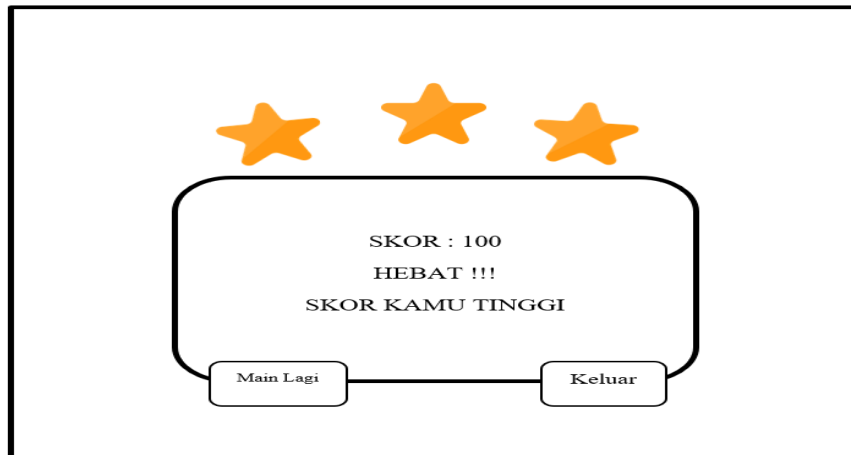 SKOR : 100
HEBAT !!!
SKOR KAMU TINGGI
Main Lagi
Keluar